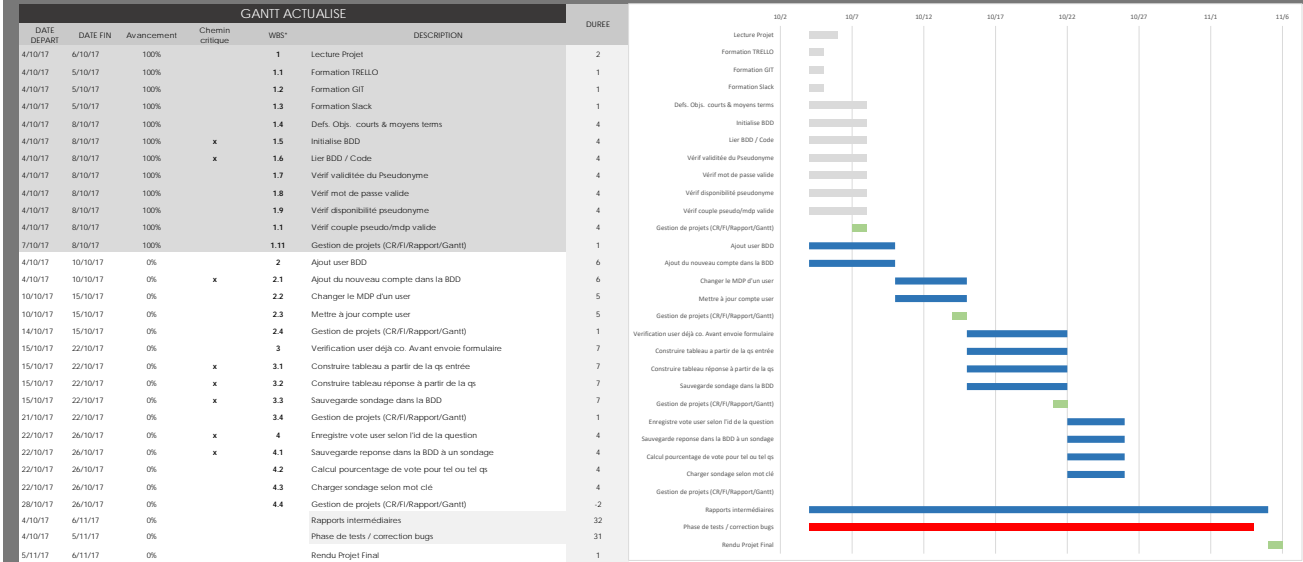 GANTT ACTUALISE
DUREE
DATE DEPART DATE FIN Avancement Chemin critique WBS* DESCRIPTION
4/10/17 6/10/17 100% 1 Lecture Projet 2
4/10/17 5/10/17 100% 1.1 Formation TRELLO 1
4/10/17 5/10/17 100% 1.2 Formation GIT 1
4/10/17 5/10/17 100% 1.3 Formation Slack 1
4/10/17 8/10/17 100% 1.4 Defs. Objs. courts & moyens terms 4
4/10/17 8/10/17 100% x 1.5 Initialise BDD 4
4/10/17 8/10/17 100% x 1.6 Lier BDD / Code 4
4/10/17 8/10/17 100% 1.7 Vérif validitée du Pseudonyme 4
4/10/17 8/10/17 100% 1.8 Vérif mot de passe valide 4
4/10/17 8/10/17 100% 1.9 Vérif disponibilité pseudonyme 4
4/10/17 8/10/17 100% 1.1 Vérif couple pseudo/mdp valide 4
7/10/17 8/10/17 100% 1.11 Gestion de projets (CR/FI/Rapport/Gantt) 1
4/10/17 10/10/17 0% 2 Ajout user BDD 6
4/10/17 10/10/17 0% x 2.1 Ajout du nouveau compte dans la BDD 6
10/10/17 15/10/17 0% 2.2 Changer le MDP d'un user 5
10/10/17 15/10/17 0% 2.3 Mettre à jour compte user 5
14/10/17 15/10/17 0% 2.4 Gestion de projets (CR/FI/Rapport/Gantt) 1
15/10/17 22/10/17 0% 3 Verification user déjà co. Avant envoie formulaire 7
15/10/17 22/10/17 0% x 3.1 Construire tableau a partir de la qs entrée 7
15/10/17 22/10/17 0% x 3.2 Construire tableau réponse à partir de la qs 7
15/10/17 22/10/17 0% x 3.3 Sauvegarde sondage dans la BDD 7
21/10/17 22/10/17 0% 3.4 Gestion de projets (CR/FI/Rapport/Gantt) 1
22/10/17 26/10/17 0% x 4 Enregistre vote user selon l'id de la question 4
22/10/17 26/10/17 0% x 4.1 Sauvegarde reponse dans la BDD à un sondage 4
22/10/17 26/10/17 0% 4.2 Calcul pourcentage de vote pour tel ou tel qs 4
22/10/17 26/10/17 0% 4.3 Charger sondage selon mot clé 4
28/10/17 26/10/17 0% 4.4 Gestion de projets (CR/FI/Rapport/Gantt) -2
4/10/17 6/11/17 0% Rapports intermédiaires 32
4/10/17 5/11/17 0% Phase de tests / correction bugs 31
5/11/17 6/11/17 0% Rendu Projet Final 1
10/2 10/7 10/12 10/17 10/22 10/27 11/1 11/6
Lecture Projet
Formation TRELLO
Formation GIT
Formation Slack
Defs. Objs. courts & moyens terms
Initialise BDD
Lier BDD / Code
Vérif validitée du Pseudonyme
Vérif mot de passe valide
Vérif disponibilité pseudonyme
Vérif couple pseudo/mdp valide
Gestion de projets (CR/FI/Rapport/Gantt)
Ajout user BDD
Ajout du nouveau compte dans la BDD
Changer le MDP d'un user
Mettre à jour compte user
Gestion de projets (CR/FI/Rapport/Gantt)
Verification user déjà co. Avant envoie formulaire
Construire tableau a partir de la qs entrée
Construire tableau réponse à partir de la qs
Sauvegarde sondage dans la BDD
Gestion de projets (CR/FI/Rapport/Gantt)
Enregistre vote user selon l'id de la question
Sauvegarde reponse dans la BDD à un sondage
Calcul pourcentage de vote pour tel ou tel qs
Charger sondage selon mot clé
Gestion de projets (CR/FI/Rapport/Gantt)
Rapports intermédiaires
Phase de tests / correction bugs
Rendu Projet Final